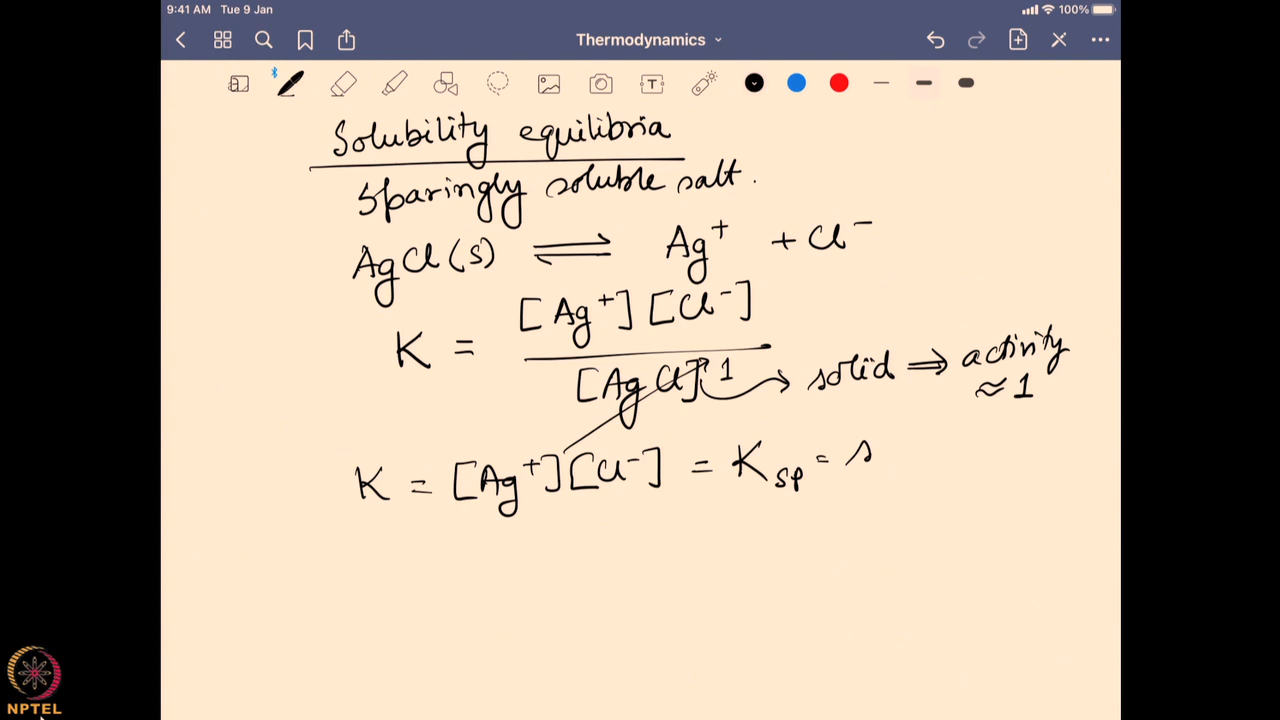 9:41 AM Tue 9 Jan 100%
Thermodynamics
T
Solubility equilibria
Sparingly soluble salt.
AgCl(s) ⇌ Ag⁺ + Cl⁻
K = [Ag⁺][Cl⁻]
[AgCl] 1 → solid ⇒ activity ≈ 1
K = [Ag⁺][Cl⁻] = Ksp = s
NPTEL